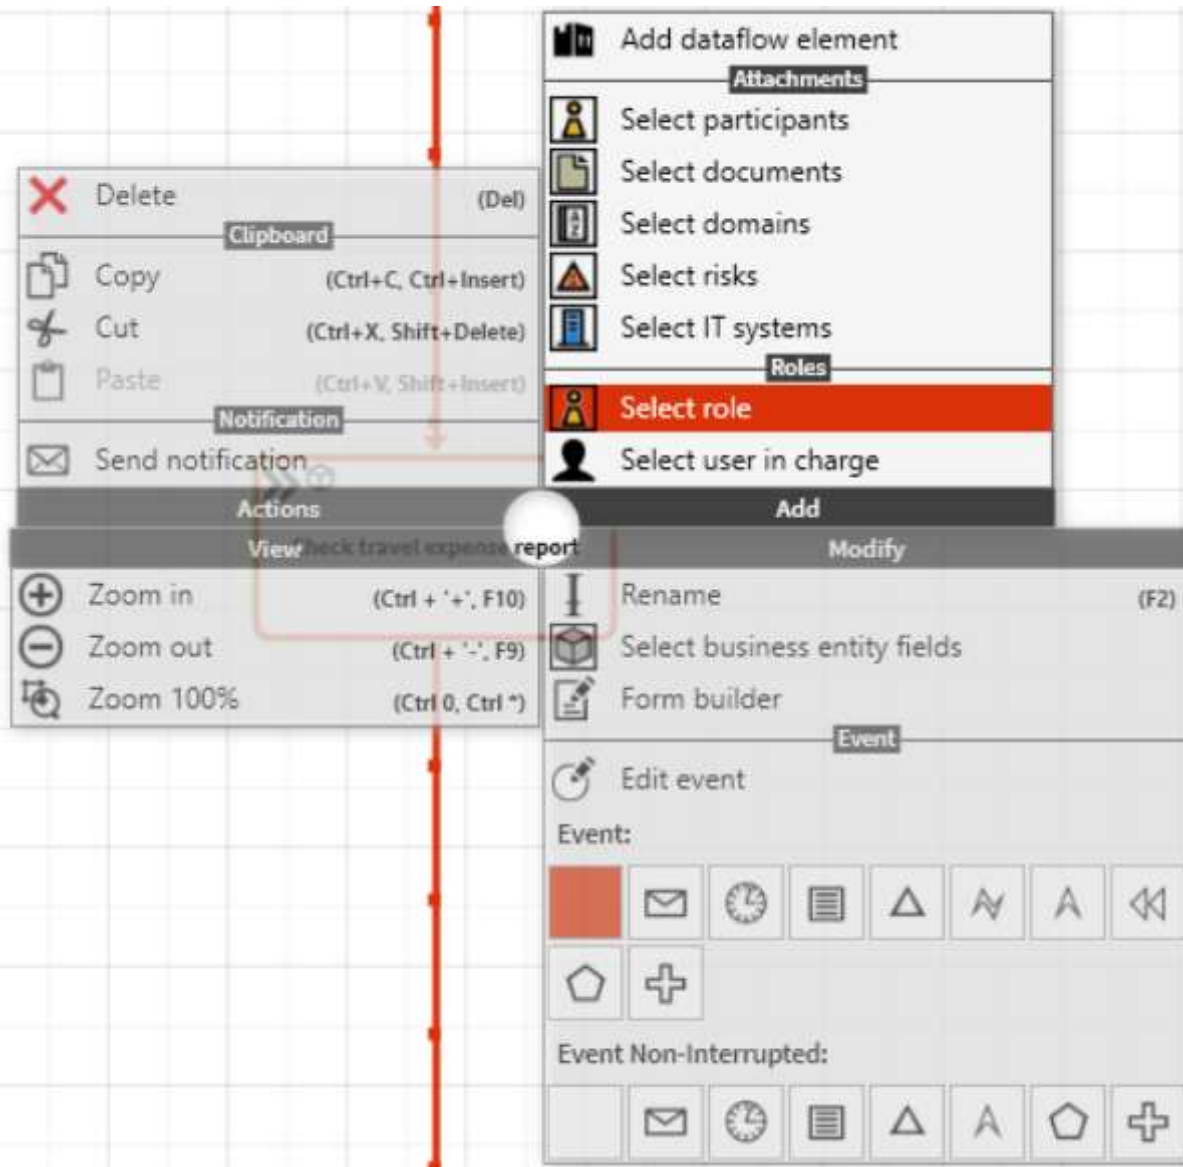 Add dataflow element
Attachments
Select participants
Select documents
Select domains
Select risks
Select IT systems
Roles
Select role
Select user in charge
Add
Delete (Del)
Clipboard
Copy (Ctrl+C, Ctrl+Insert)
Cut (Ctrl+X, Shift+Delete)
Paste (Ctrl+V, Shift+Insert)
Notification
Send notification
Actions
View
Check travel expense report
Zoom in (Ctrl + '+', F10)
Zoom out (Ctrl + '-', F9)
Zoom 100% (Ctrl 0, Ctrl *)
Modify
Rename (F2)
Select business entity fields
Form builder
Event
Edit event
Event:
Event Non-Interrupted: